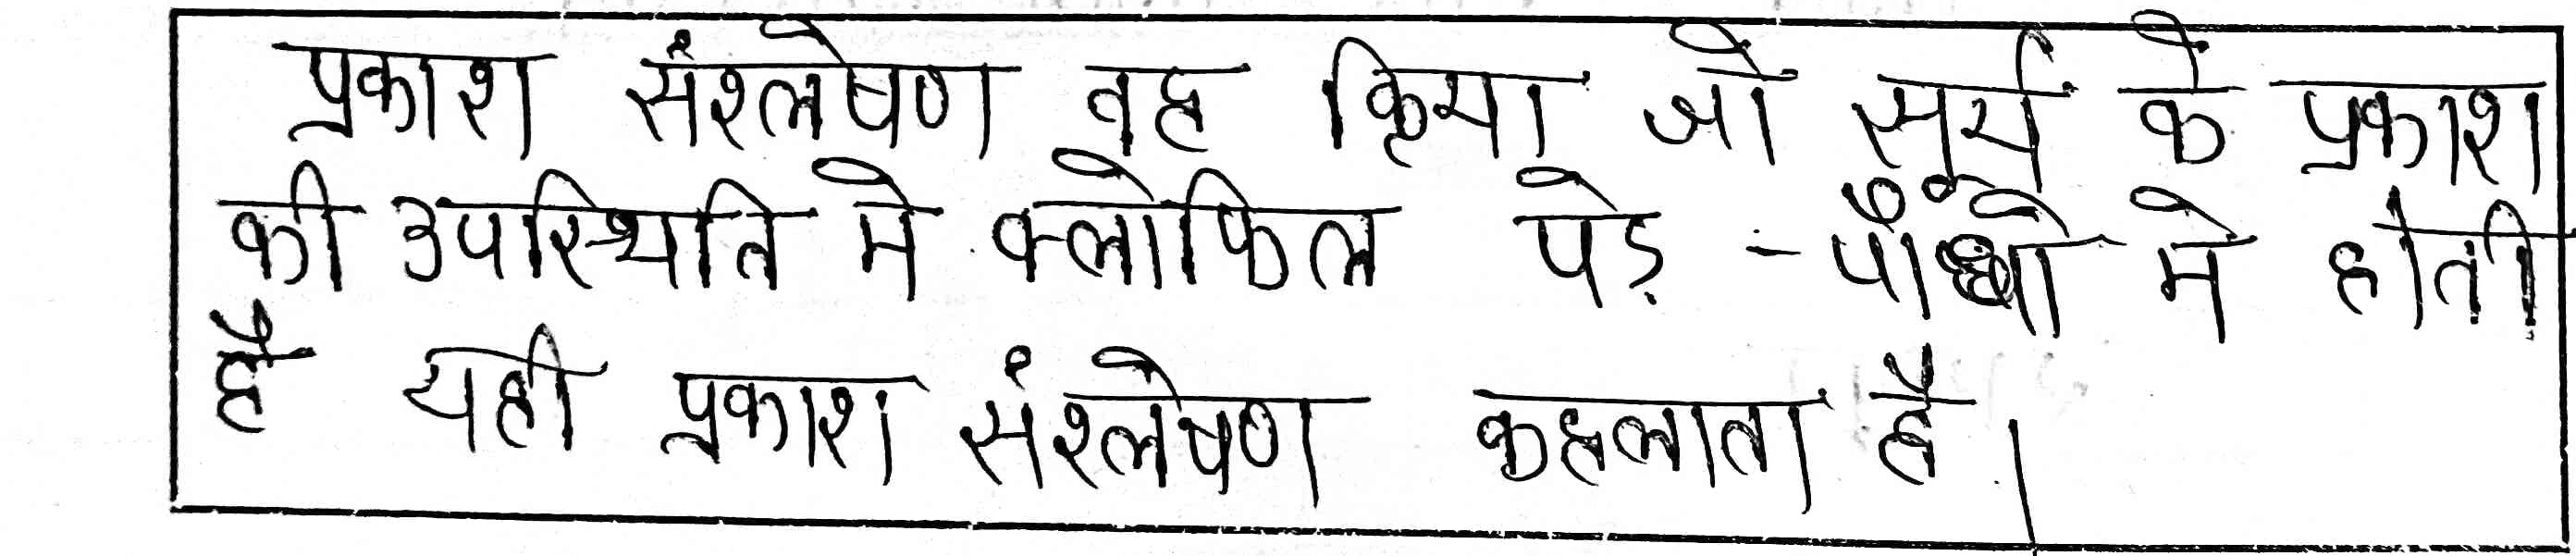 प्रकाश संश्लेषण वह क्रिया जो सूर्य के प्रकाश
की उपस्थिति मे क्लोफिल पेड़ - पौधो मे होती
है यही प्रकाश संश्लेषण कहलाता है।